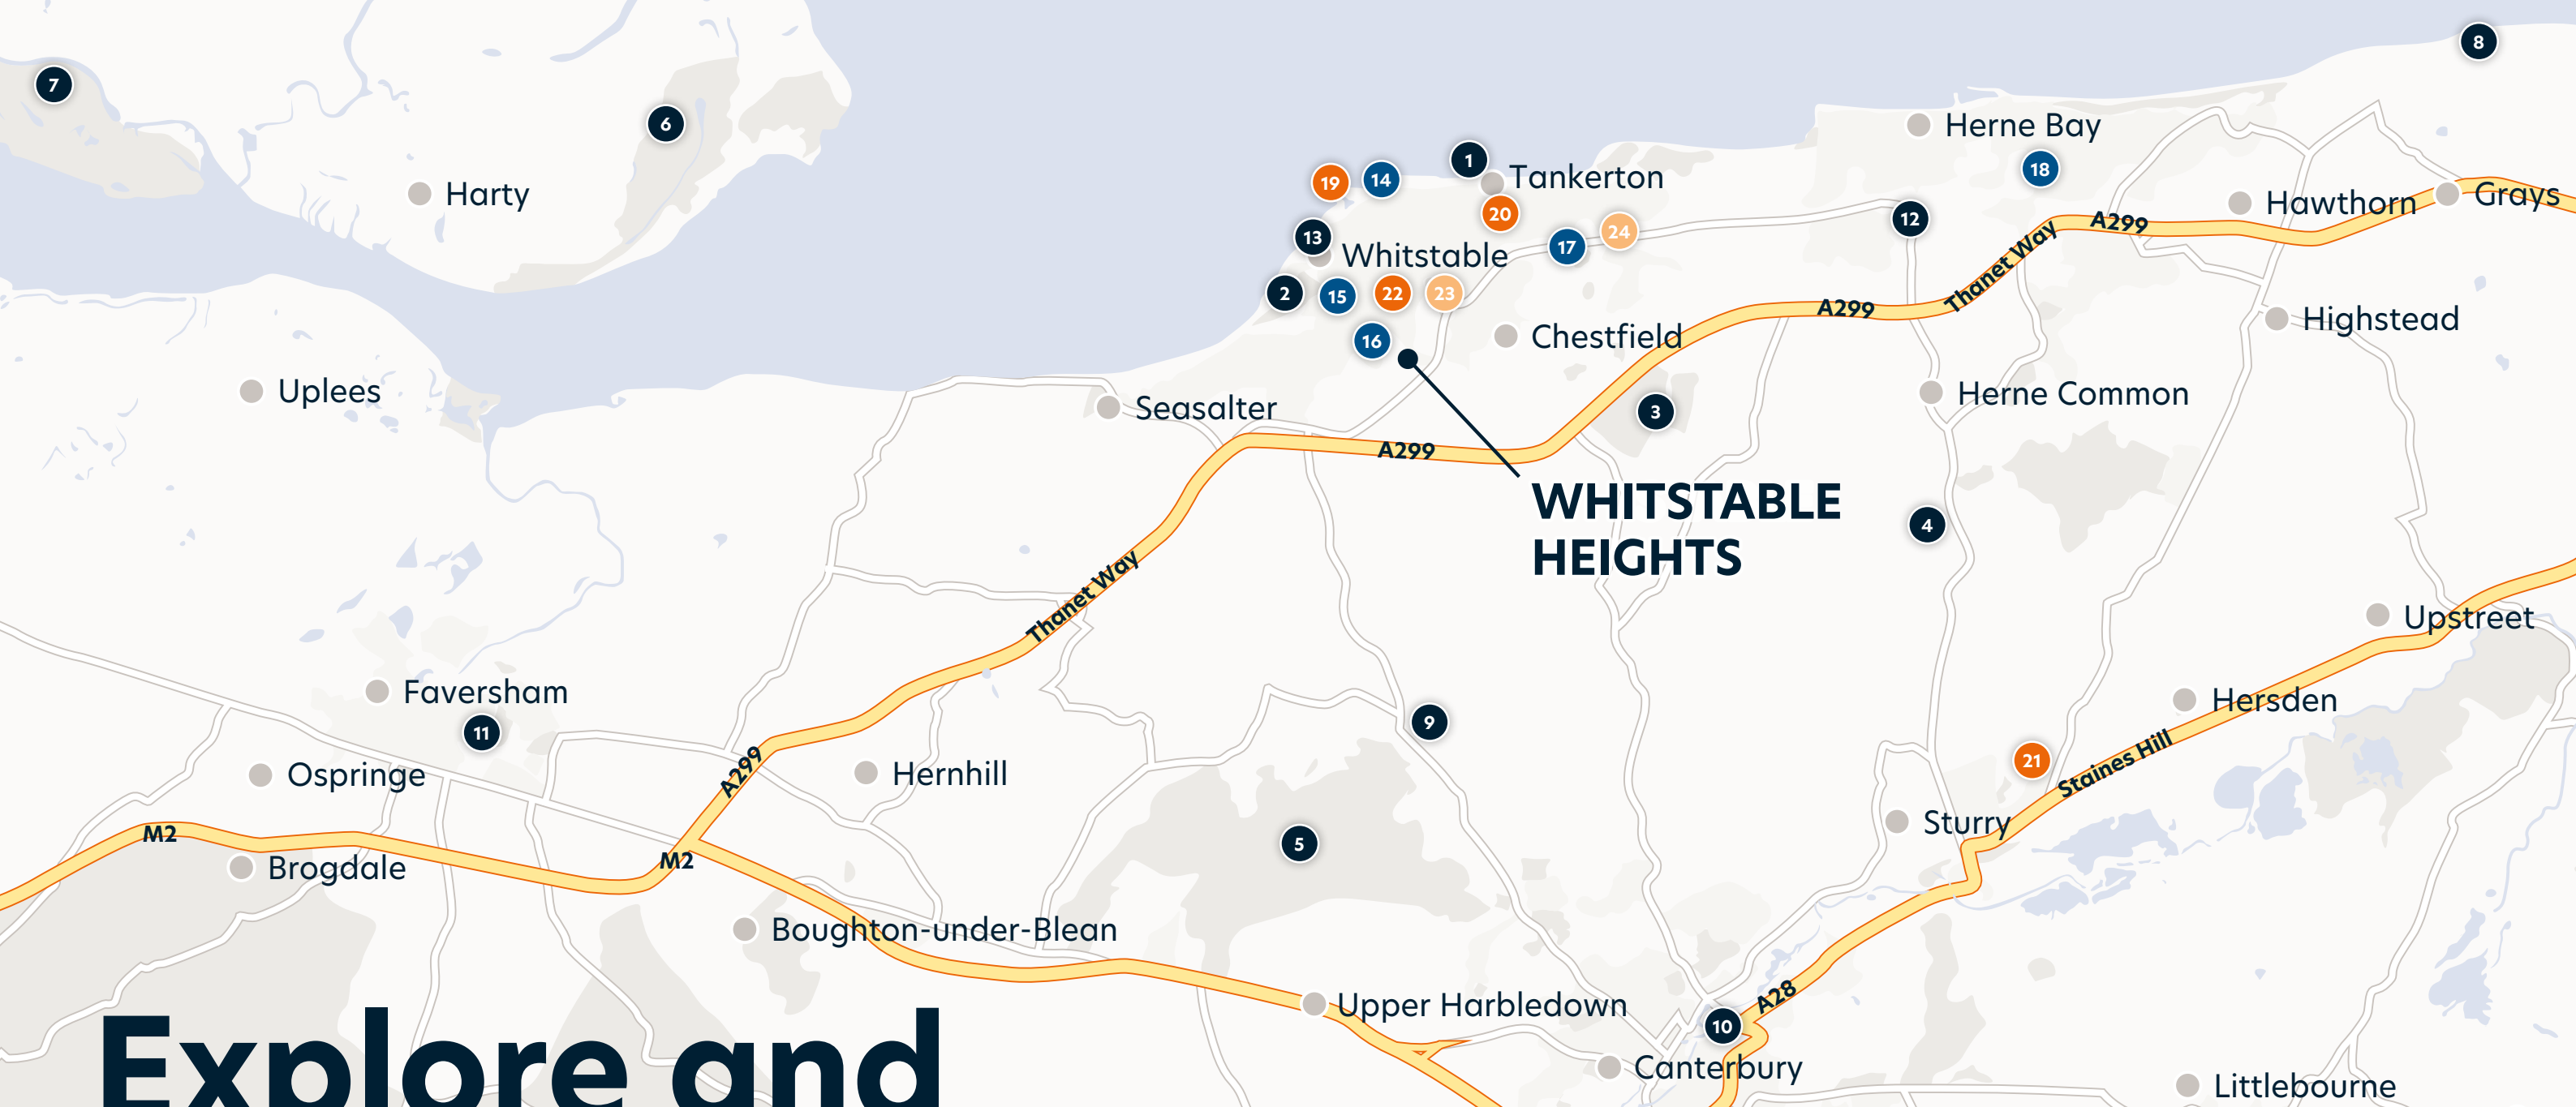 8
7
6
Herne Bay
1
Tankerton
18
19
14
Harty
Hawthorn
Grays
20
12
A299
13
17
24
Whitstable
Thanet Way
2
15
22
23
A299
Highstead
16
Chestfield
Uplees
Herne Common
Seasalter
3
A299
WHITSTABLE
HEIGHTS
4
Thanet Way
Upstreet
Faversham
Hersden
9
11
Staines Hill
21
A299
Hernhill
Ospringe
Sturry
M2
5
M2
Brogdale
Boughton-under-Blean
A28
Upper Harbledown
10
Explore and
Canterbury
Littlebourne